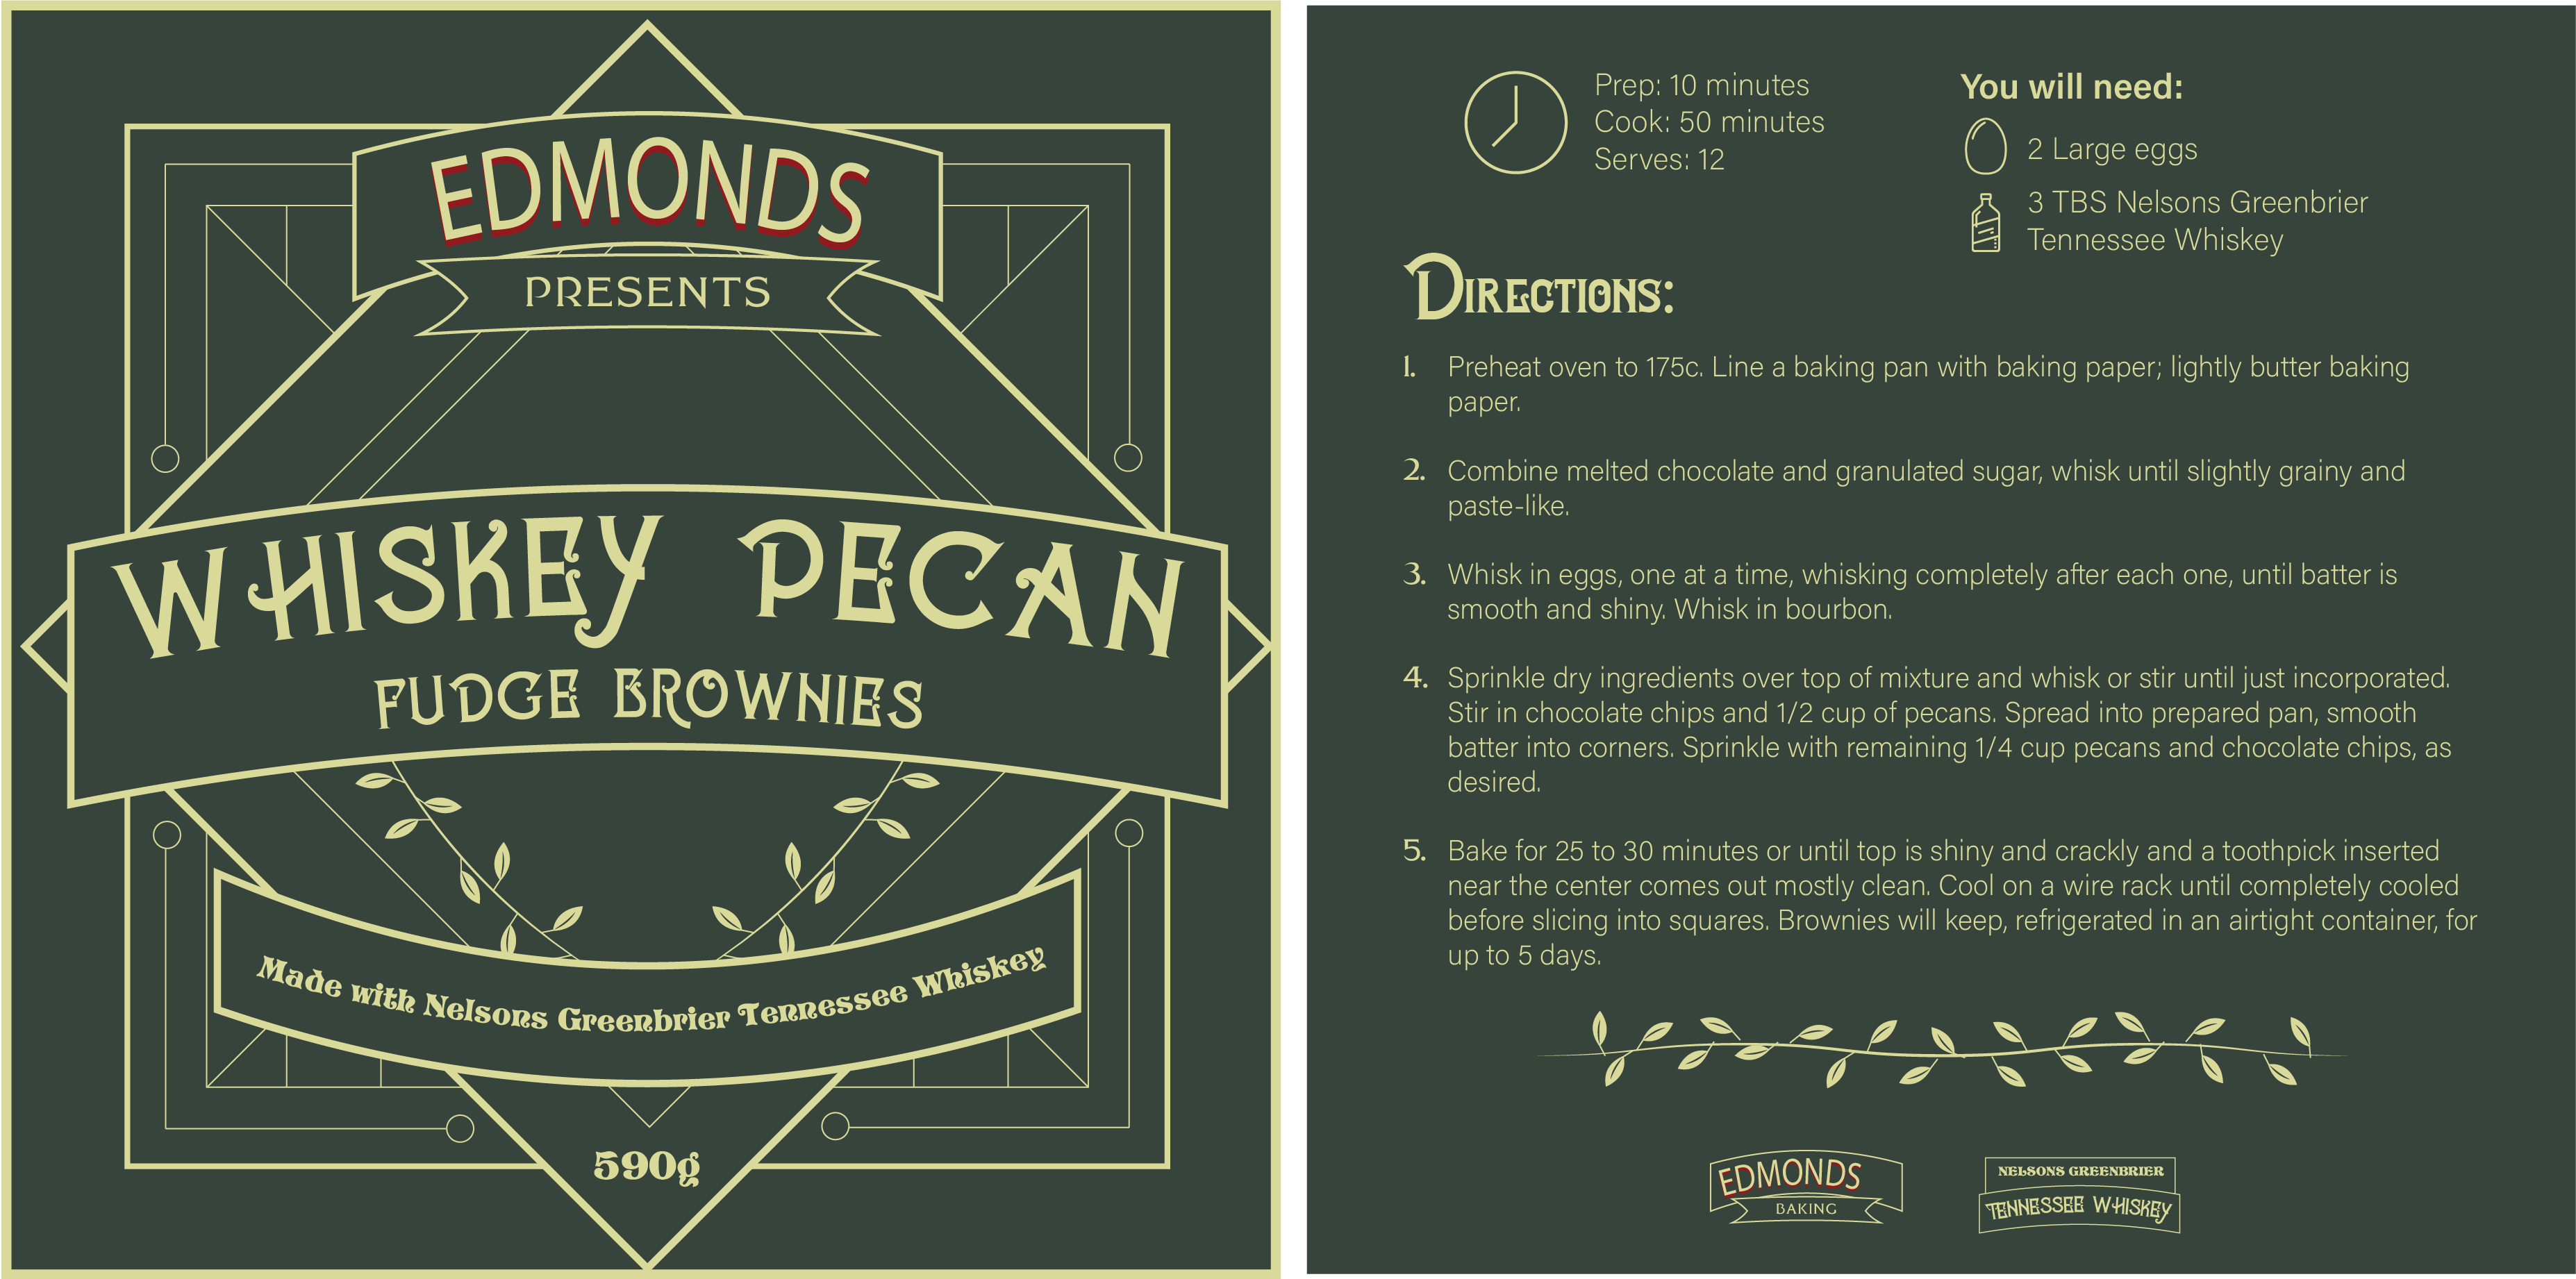 EDMONDS
PRESENTS
WHISKEY PECAN
FUDGE BROWNIES
Made with Nelsons Greenbrier Tennessee Whiskey
590g
Prep: 10 minutes
Cook: 50 minutes
Serves: 12
You will need:
2 Large eggs
3 TBS Nelsons Greenbrier
Tennessee Whiskey
DIRECTIONS:
1. Preheat oven to 175c. Line a baking pan with baking paper; lightly butter baking
paper.
2. Combine melted chocolate and granulated sugar, whisk until slightly grainy and
paste-like.
3. Whisk in eggs, one at a time, whisking completely after each one, until batter is
smooth and shiny. Whisk in bourbon.
4. Sprinkle dry ingredients over top of mixture and whisk or stir until just incorporated.
Stir in chocolate chips and 1/2 cup of pecans. Spread into prepared pan, smooth
batter into corners. Sprinkle with remaining 1/4 cup pecans and chocolate chips, as
desired.
5. Bake for 25 to 30 minutes or until top is shiny and crackly and a toothpick inserted
near the center comes out mostly clean. Cool on a wire rack until completely cooled
before slicing into squares. Brownies will keep, refrigerated in an airtight container, for
up to 5 days.
EDMONDS
BAKING
NELSONS GREENBRIER
TENNESSEE WHISKEY